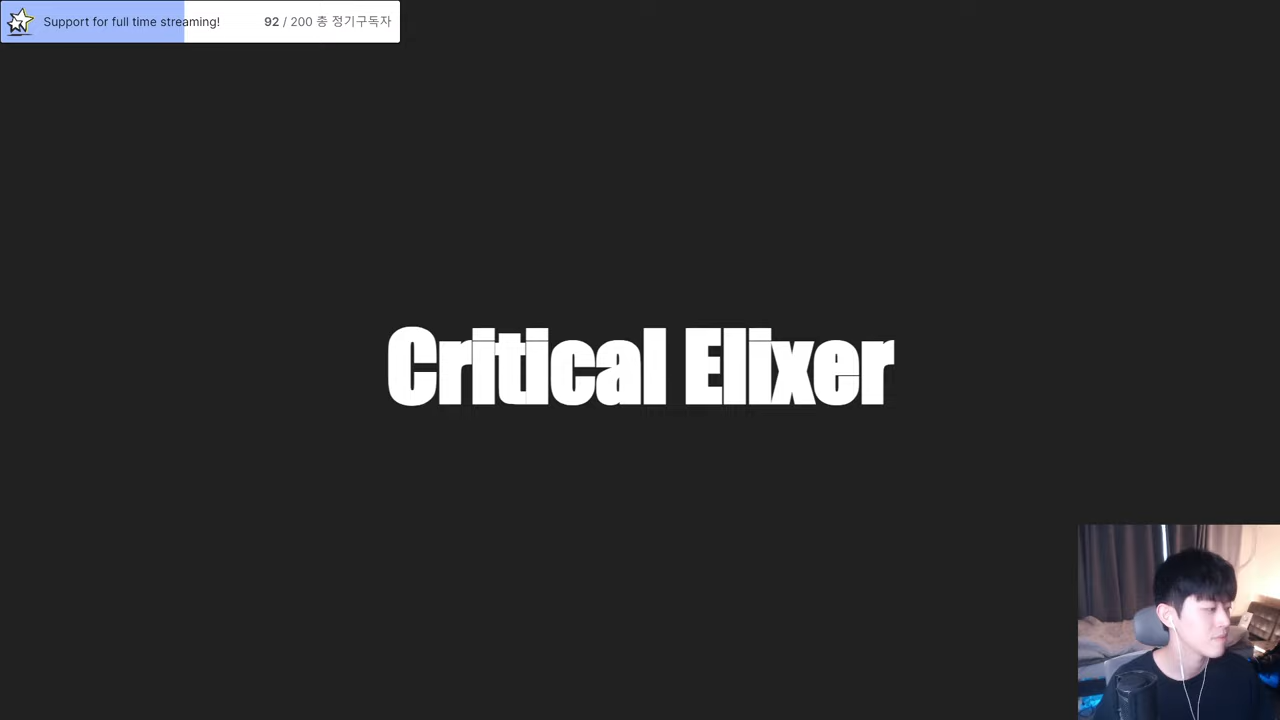 Support for full time streaming! 92 / 200 총 정기구독자
Critical Elixer